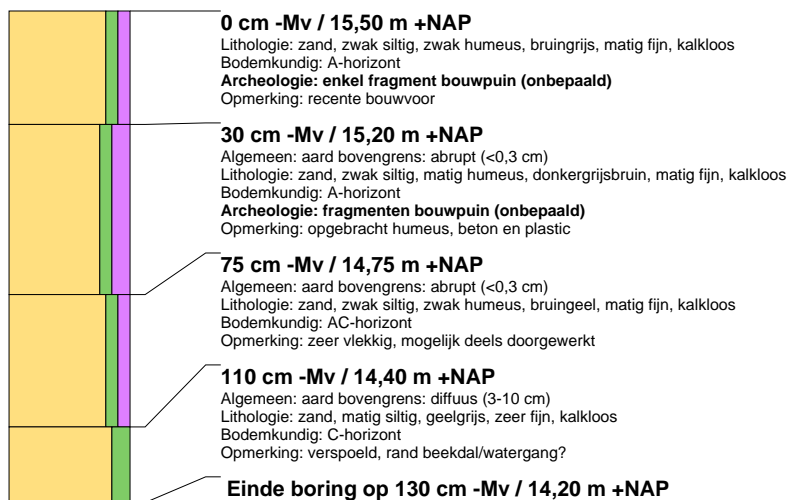 0 cm -Mv / 15,50 m +NAP
Lithologie: zand, zwak siltig, zwak humeus, bruingrijs, matig fijn, kalkloos
Bodemkundig: A-horizont
Archeologie: enkel fragment bouwpuin (onbepaald)
Opmerking: recente bouwvoor
30 cm -Mv / 15,20 m +NAP
Algemeen: aard bovengrens: abrupt (<0,3 cm)
Lithologie: zand, zwak siltig, matig humeus, donkergrijsbruin, matig fijn, kalkloos
Bodemkundig: A-horizont
Archeologie: fragmenten bouwpuin (onbepaald)
Opmerking: opgebracht humeus, beton en plastic
75 cm -Mv / 14,75 m +NAP
Algemeen: aard bovengrens: abrupt (<0,3 cm)
Lithologie: zand, zwak siltig, zwak humeus, bruingeel, matig fijn, kalkloos
Bodemkundig: AC-horizont
Opmerking: zeer vlekkig, mogelijk deels doorgewerkt
110 cm -Mv / 14,40 m +NAP
Algemeen: aard bovengrens: diffuus (3-10 cm)
Lithologie: zand, matig siltig, geelgrijs, zeer fijn, kalkloos
Bodemkundig: C-horizont
Opmerking: verspoeld, rand beekdal/watergang?
Einde boring op 130 cm -Mv / 14,20 m +NAP